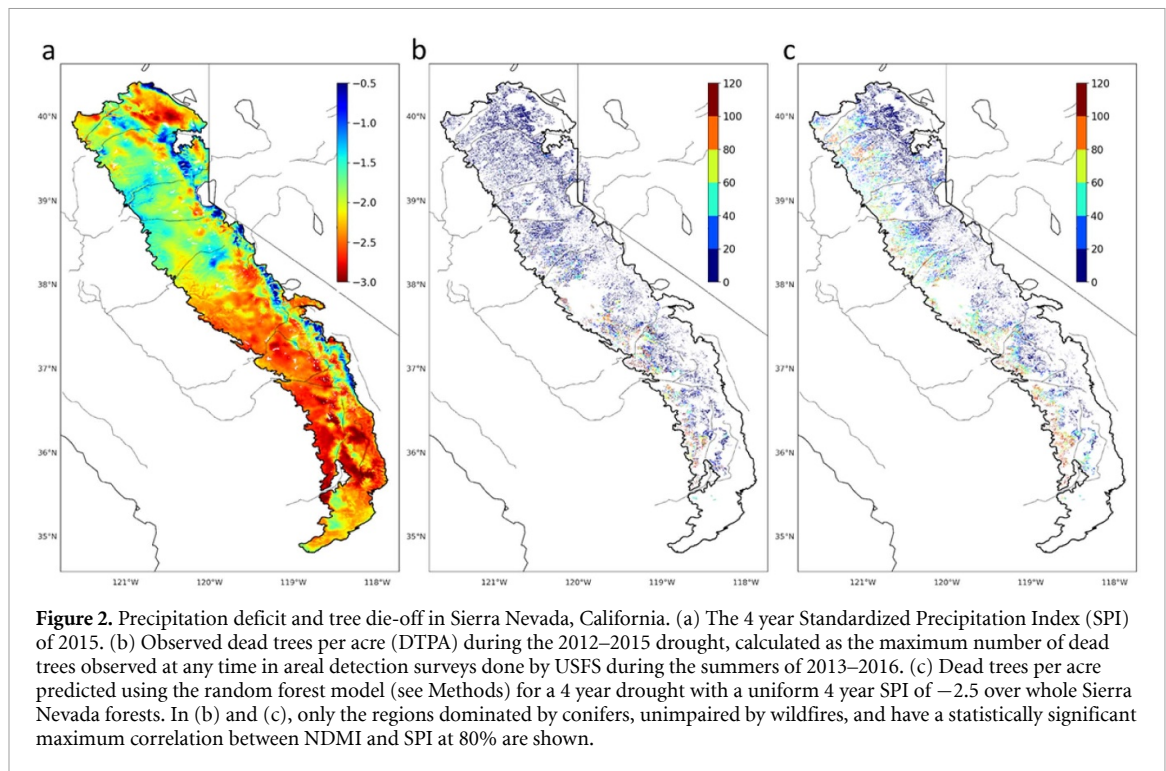 a
b
c
40°N
39°N
38°N
37°N
36°N
35°N
121°W 120°W 119°W 118°W
−0.5
−1.0
−1.5
−2.0
−2.5
−3.0
40°N
39°N
38°N
37°N
36°N
35°N
121°W 120°W 119°W 118°W
120
100
80
60
40
20
0
40°N
39°N
38°N
37°N
36°N
35°N
121°W 120°W 119°W 118°W
120
100
80
60
40
20
0
Figure 2. Precipitation deficit and tree die-off in Sierra Nevada, California. (a) The 4 year Standardized Precipitation Index (SPI)
of 2015. (b) Observed dead trees per acre (DTPA) during the 2012–2015 drought, calculated as the maximum number of dead
trees observed at any time in areal detection surveys done by USFS during the summers of 2013–2016. (c) Dead trees per acre
predicted using the random forest model (see Methods) for a 4 year drought with a uniform 4 year SPI of −2.5 over whole Sierra
Nevada forests. In (b) and (c), only the regions dominated by conifers, unimpaired by wildfires, and have a statistically significant
maximum correlation between NDMI and SPI at 80% are shown.